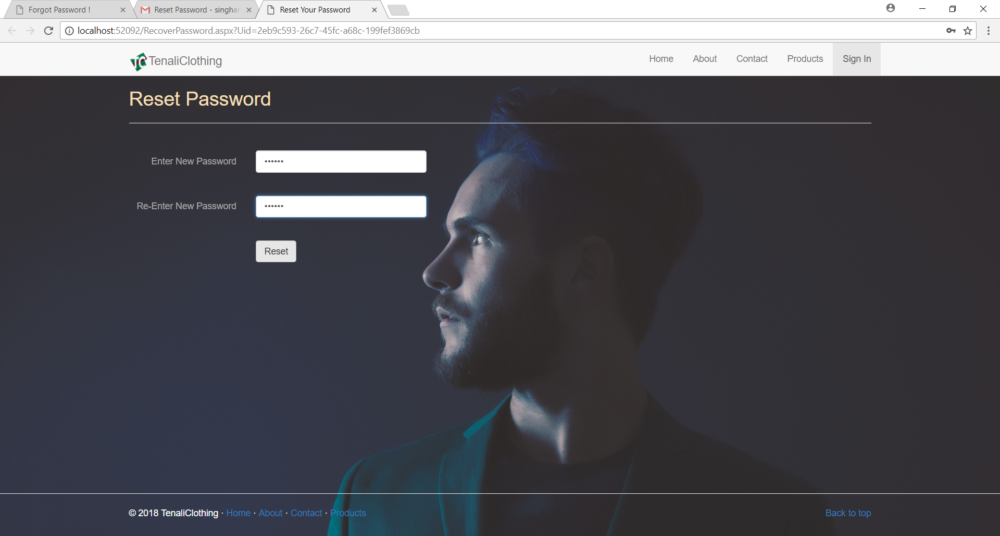 Forgot Password !
Reset Password - singhar
Reset Your Password
localhost:52092/RecoverPassword.aspx?Uid=2eb9c593-26c7-45fc-a68c-199fef3869cb
TenaliClothing
Home About Contact Products Sign In
Reset Password
Enter New Password
Re-Enter New Password
Reset
© 2018 TenaliClothing · Home · About · Contact · Products
Back to top